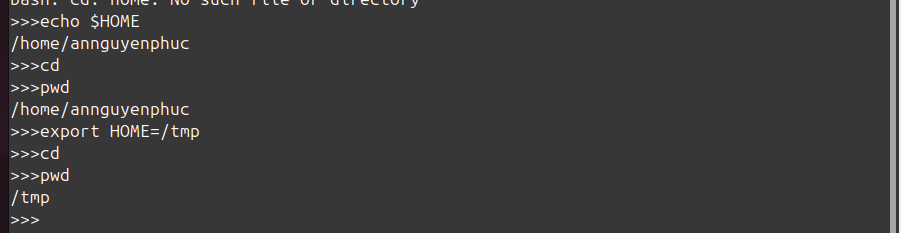 bash: cd: home: No such file or directory
>>>echo $HOME
/home/annguyenphuc
>>>cd
>>>pwd
/home/annguyenphuc
>>>export HOME=/tmp
>>>cd
>>>pwd
/tmp
>>>